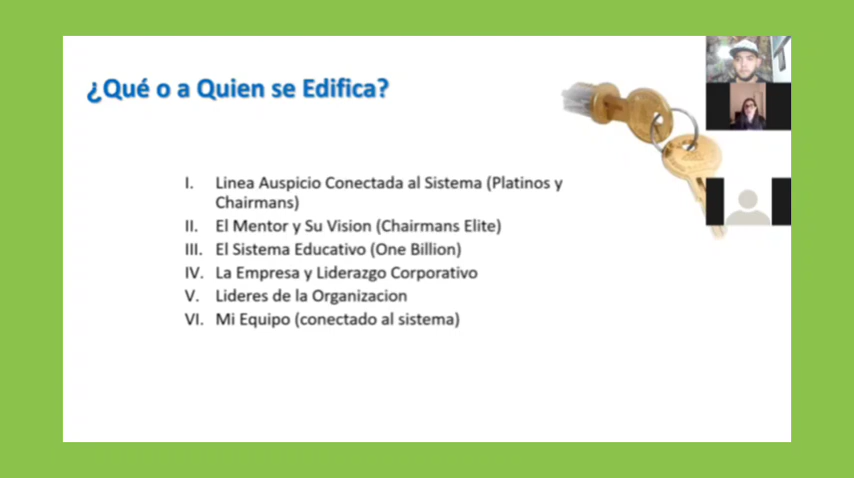 ¿Qué o a Quien se Edifica?
I. Linea Auspicio Conectada al Sistema (Platinos y
Chairmans)
II. El Mentor y Su Vision (Chairmans Elite)
III. El Sistema Educativo (One Billion)
IV. La Empresa y Liderazgo Corporativo
V. Lideres de la Organizacion
VI. Mi Equipo (conectado al sistema)